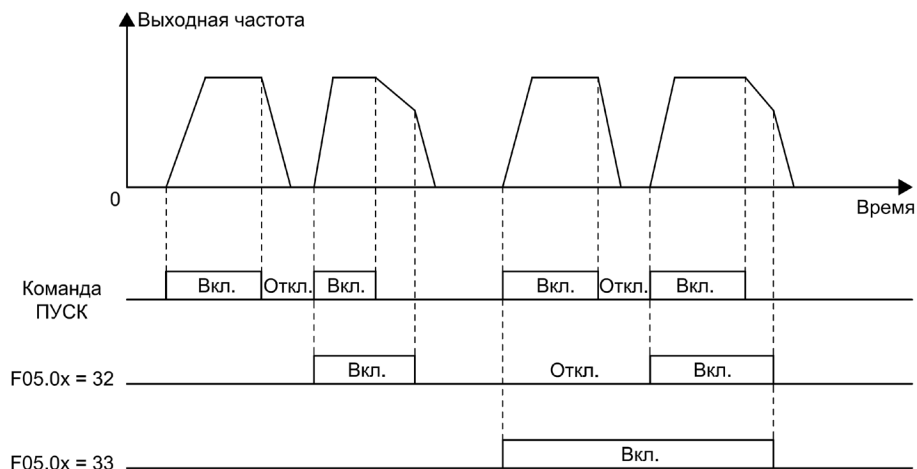 Выходная частота
0
Время
Команда
ПУСК
Вкл. Откл. Вкл. Вкл. Откл. Вкл.
F05.0x = 32
Вкл. Откл. Вкл.
F05.0x = 33
Вкл.